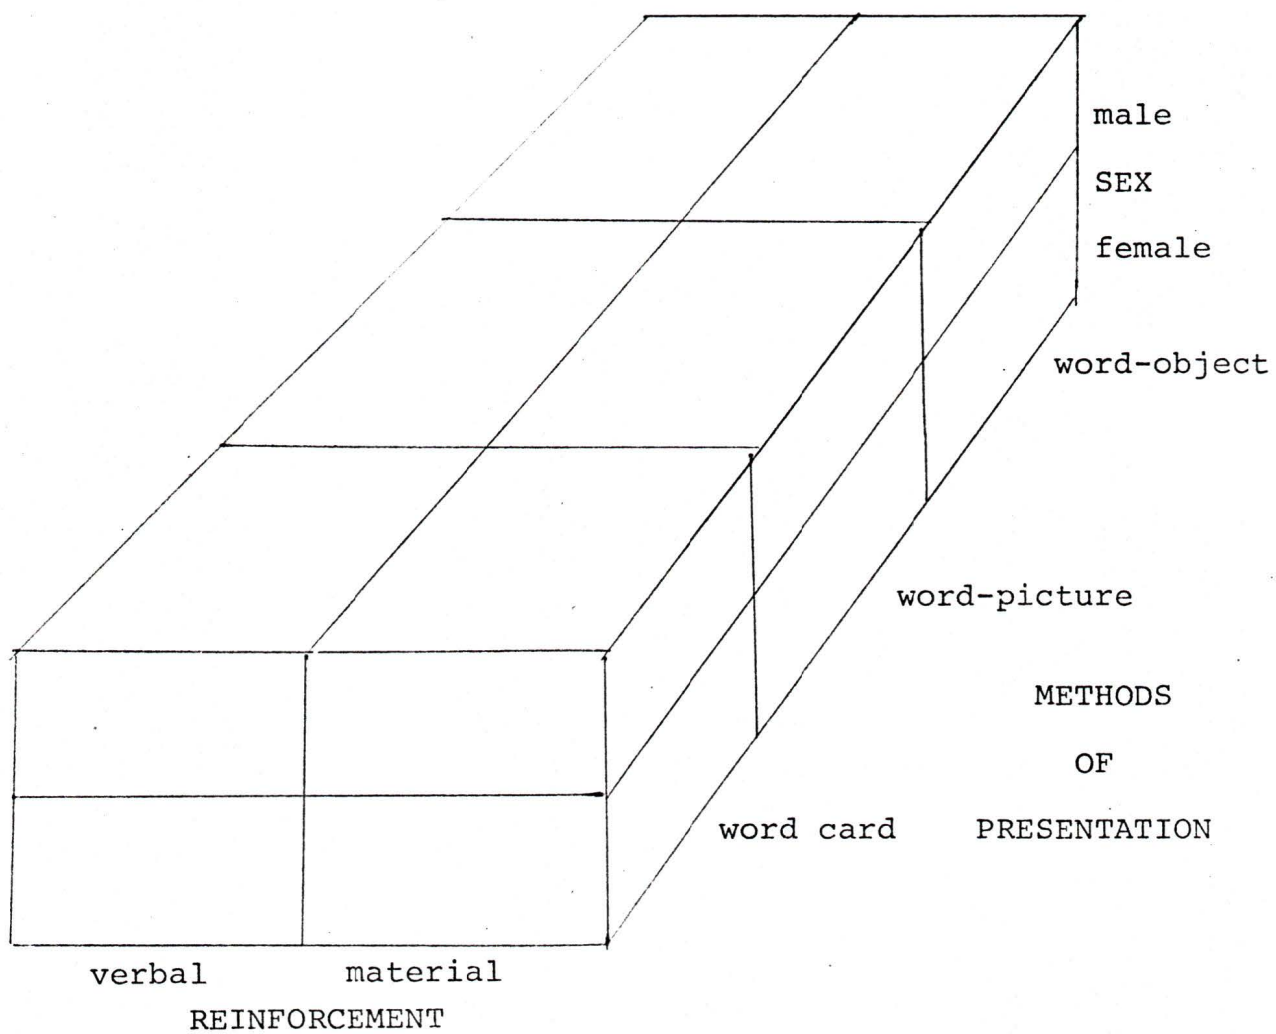 male
SEX
female
word-object
word-picture
METHODS
OF
word card PRESENTATION
verbal material
REINFORCEMENT